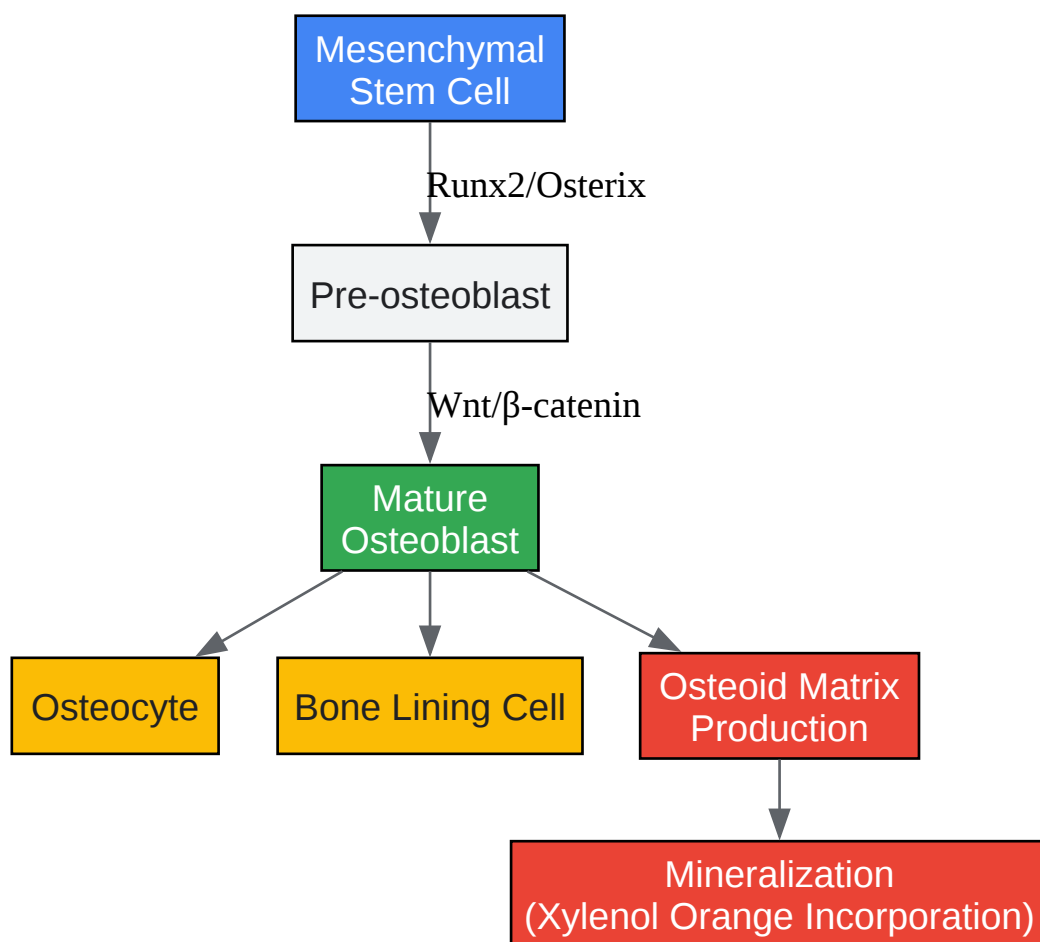 Mesenchymal
Stem Cell
Runx2/Osterix
Pre-osteoblast
Wnt/β-catenin
Mature
Osteoblast
Osteocyte
Bone Lining Cell
Osteoid Matrix
Production
Mineralization
(Xylenol Orange Incorporation)